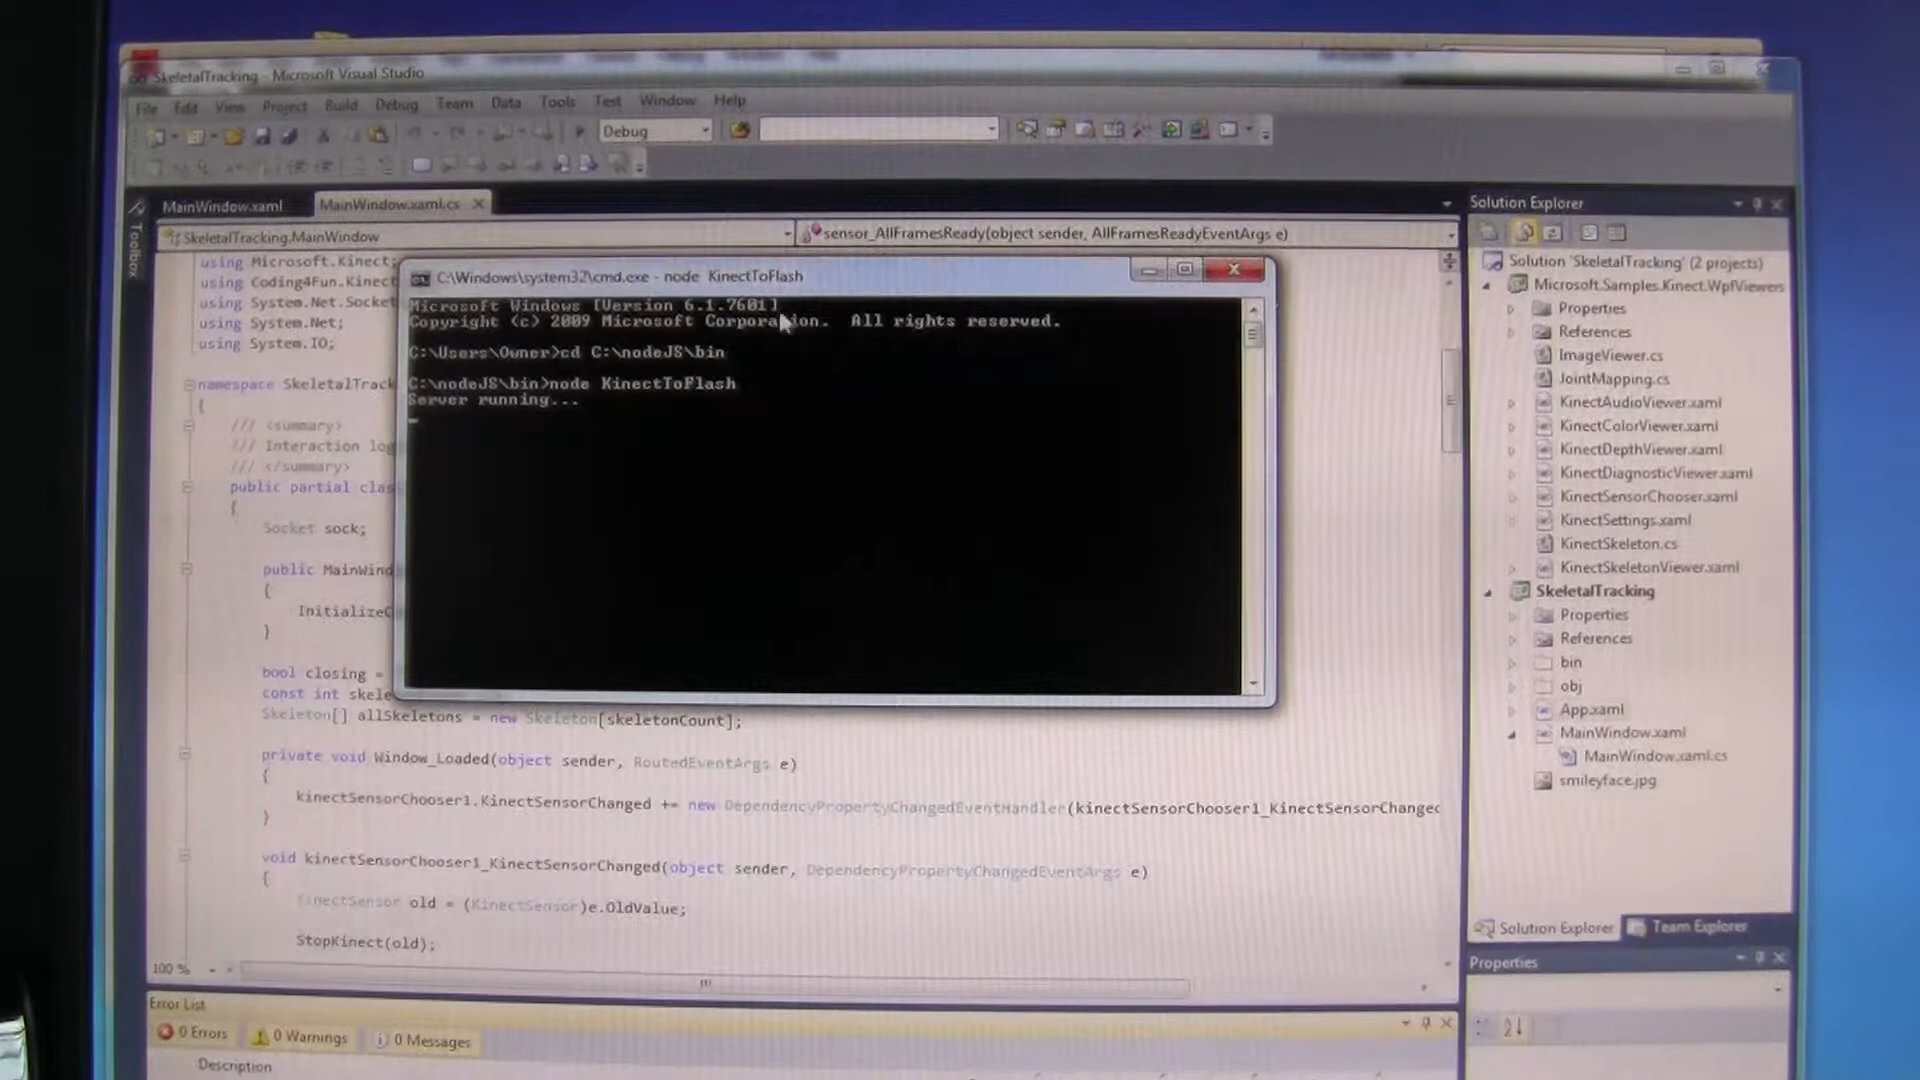 SkeletalTracking - Microsoft Visual Studio
File Edit View Project Build Debug Team Data Tools Test Window Help
Debug
MainWindow.xaml MainWindow.xaml.cs
SkeletalTracking.MainWindow sensor_AllFramesReady(object sender, AllFramesReadyEventArgs e)
Toolbox
using Microsoft.Kinect;
using Coding4Fun.Kinect
using System.Net.Socket
using System.Net;
using System.IO;
namespace SkeletalTrack
{
/// <summary>
/// Interaction log
/// </summary>
public partial clas
{
Socket sock;
public MainWind
{
InitializeC
}
bool closing =
const int skele
Skeleton[] allSkeletons = new Skeleton[skeletonCount];
private void Window_Loaded(object sender, RoutedEventArgs e)
{
kinectSensorChooser1.KinectSensorChanged += new DependencyPropertyChangedEventHandler(kinectSensorChooser1_KinectSensorChanged
}
void kinectSensorChooser1_KinectSensorChanged(object sender, DependencyPropertyChangedEventArgs e)
{
KinectSensor old = (KinectSensor)e.OldValue;
StopKinect(old);
100 %
C:\Windows\system32\cmd.exe - node KinectToFlash
Microsoft Windows [Version 6.1.7601]
Copyright (c) 2009 Microsoft Corporation. All rights reserved.
C:\Users\Owner>cd C:\nodeJS\bin
C:\nodeJS\bin>node KinectToFlash
Server running...
Solution Explorer
Solution 'SkeletalTracking' (2 projects)
Microsoft.Samples.Kinect.WpfViewers
Properties
References
ImageViewer.cs
JointMapping.cs
KinectAudioViewer.xaml
KinectColorViewer.xaml
KinectDepthViewer.xaml
KinectDiagnosticViewer.xaml
KinectSensorChooser.xaml
KinectSettings.xaml
KinectSkeleton.cs
KinectSkeletonViewer.xaml
SkeletalTracking
Properties
References
bin
obj
App.xaml
MainWindow.xaml
MainWindow.xaml.cs
smileyface.jpg
Solution Explorer Team Explorer
Properties
Error List
0 Errors 0 Warnings 0 Messages
Description